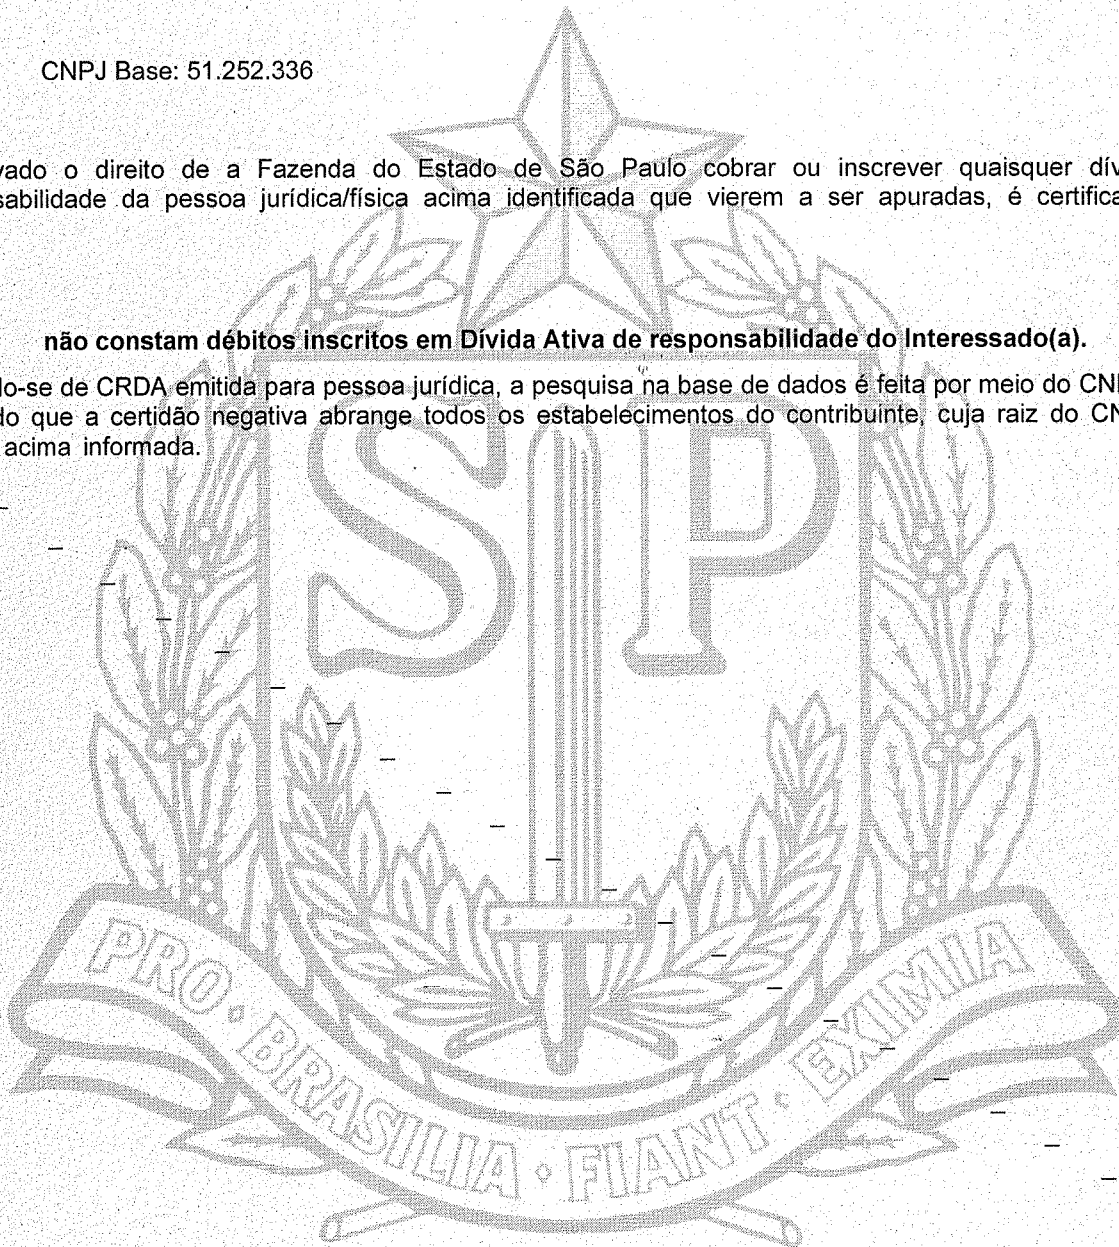 CNPJ Base: 51.252.336
vado o direito de a Fazenda do Estado de São Paulo cobrar ou inscrever quaisquer dív
sabilidade da pessoa jurídica/física acima identificada que vierem a ser apuradas, é certifica
não constam débitos inscritos em Dívida Ativa de responsabilidade do Interessado(a).
do-se de CRDA emitida para pessoa jurídica, a pesquisa na base de dados é feita por meio do CN
do que a certidão negativa abrange todos os estabelecimentos do contribuinte, cuja raiz do CN
acima informada.
SP
PRO · BRASILIA · FIANT · EXIMIA